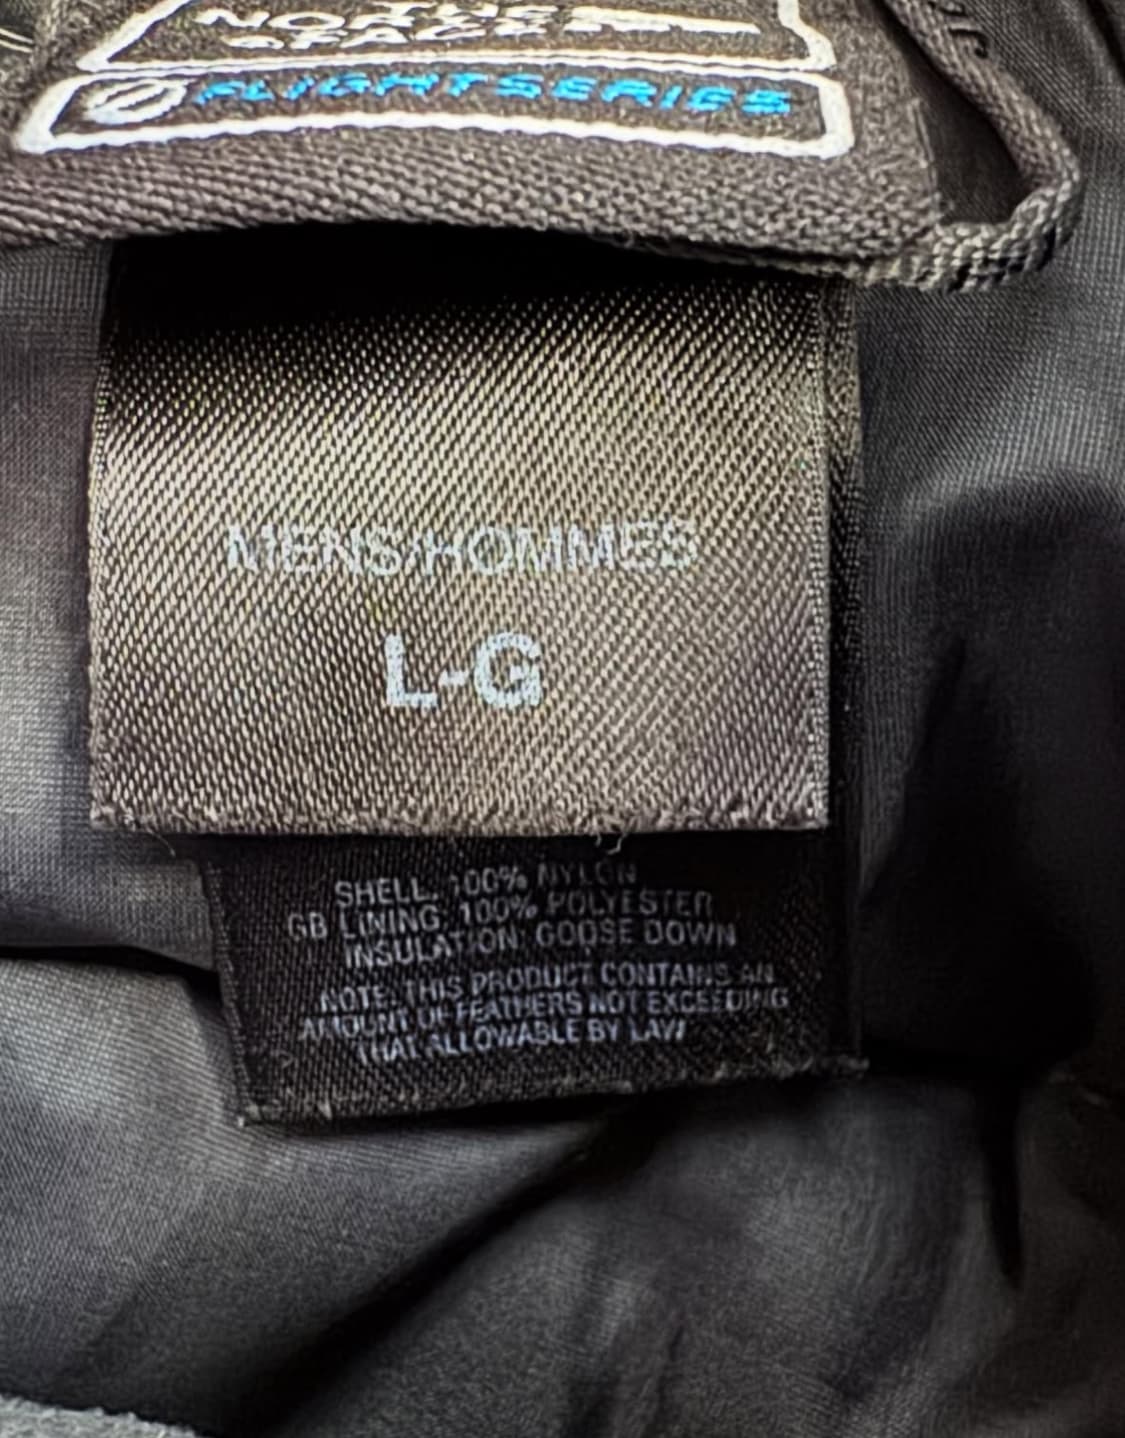 NORTH
FLIGHTSERIES
MENS/HOMMES
L-G
SHELL: 100% NYLON
GB LINING: 100% POLYESTER
INSULATION: GOOSE DOWN
NOTE: THIS PRODUCT CONTAINS AN
AMOUNT OF FEATHERS NOT EXCEEDING
THAT ALLOWABLE BY LAW